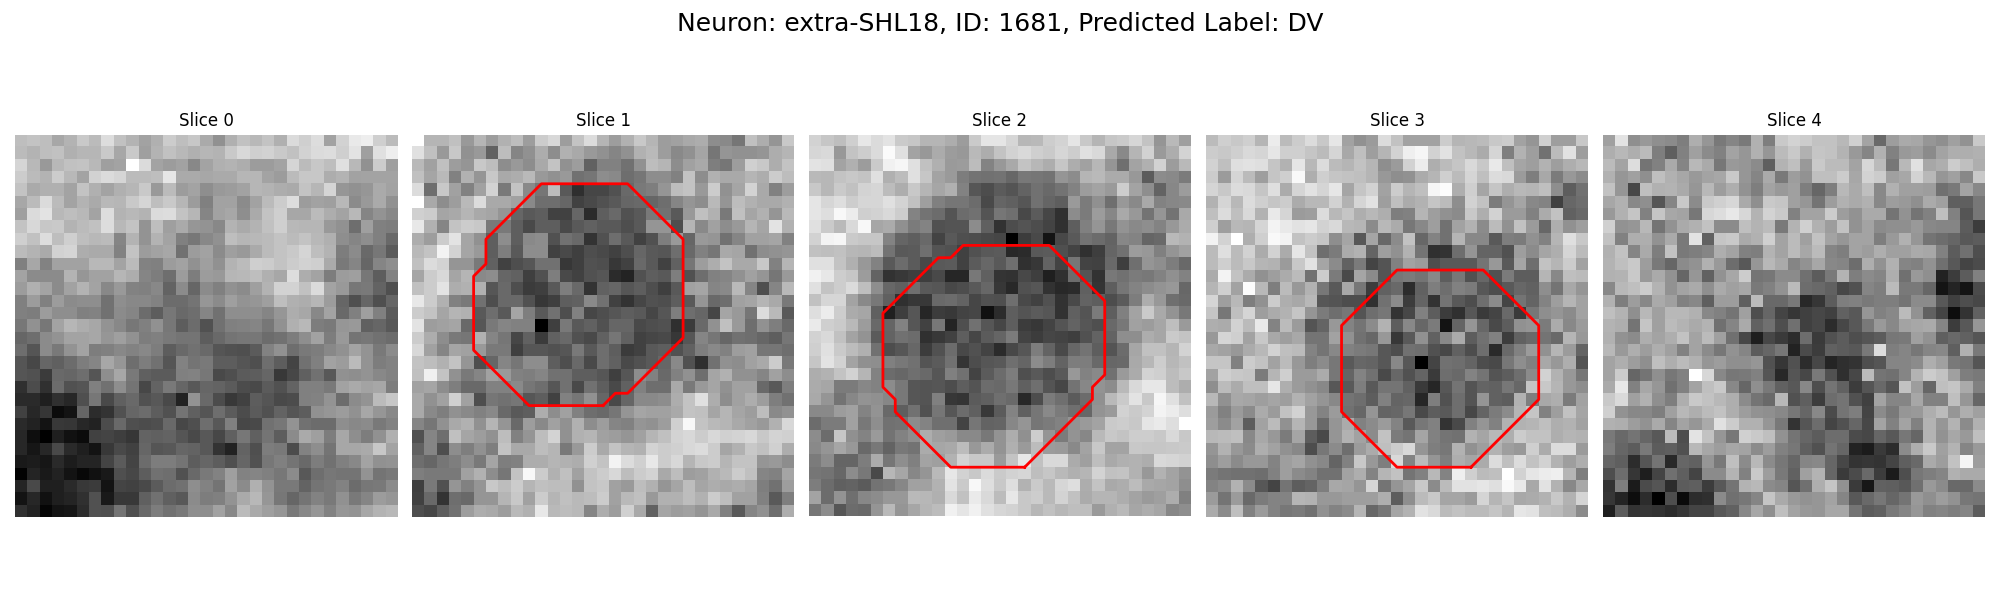 Neuron: extra-SHL18, ID: 1681, Predicted Label: DV
Slice 0
Slice 1
Slice 2
Slice 3
Slice 4